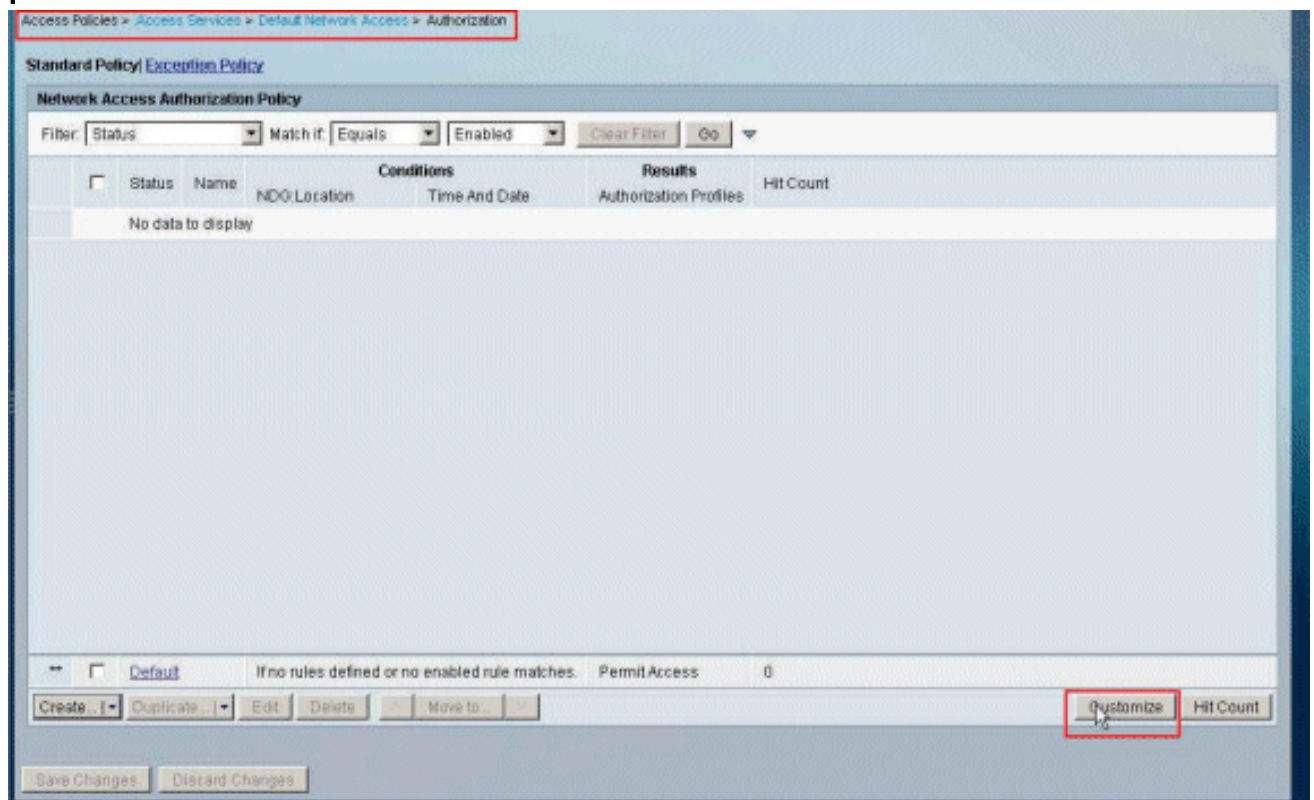 Access Policies > Access Services > Default Network Access > Authorization
Standard Policy| Exception Policy
Network Access Authorization Policy
Filter: Status Match if: Equals Enabled Clear Filter Go
Status Name Conditions Results Hit Count
NDG:Location Time And Date Authorization Profiles
No data to display
Default If no rules defined or no enabled rule matches. Permit Access 0
Create... Duplicate... Edit Delete Move to... Customize Hit Count
Save Changes Discard Changes